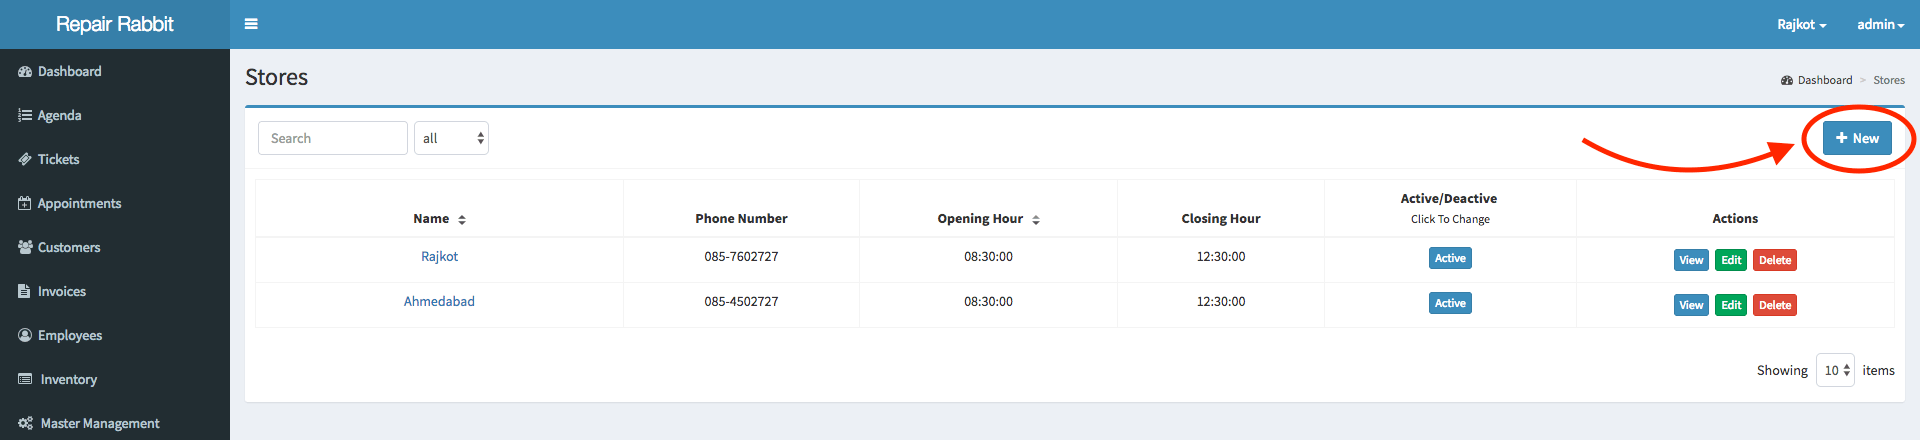 Repair Rabbit
Rajkot
admin
Dashboard
Agenda
Tickets
Appointments
Customers
Invoices
Employees
Inventory
Master Management
Stores
Dashboard > Stores
Search
all
New
Name
Phone Number
Opening Hour
Closing Hour
Active/Deactive
Click To Change
Actions
Rajkot 085-7602727 08:30:00 12:30:00 Active View Edit Delete
Ahmedabad 085-4502727 08:30:00 12:30:00 Active View Edit Delete
Showing 10 items